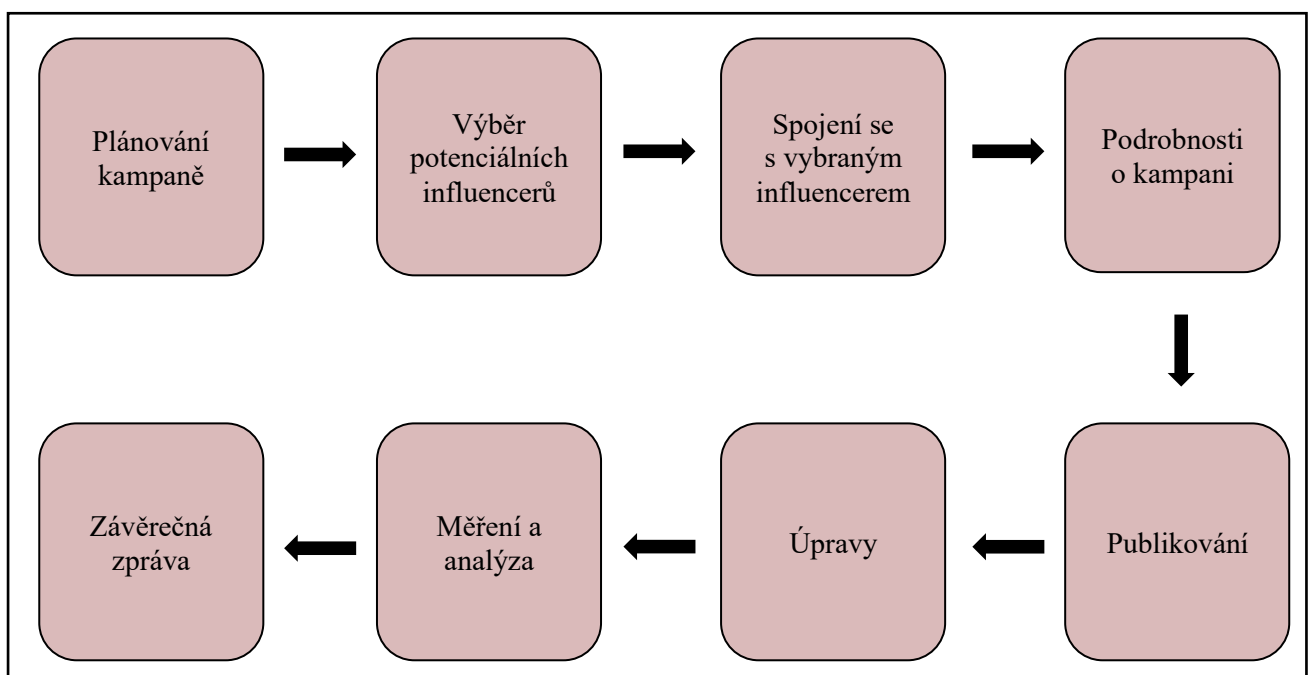 Plánování
kampaně
Výběr
potenciálních
influencerů
Spojení se
s vybraným
influencerem
Podrobnosti
o kampani
Publikování
Úpravy
Měření a
analýza
Závěrečná
zpráva